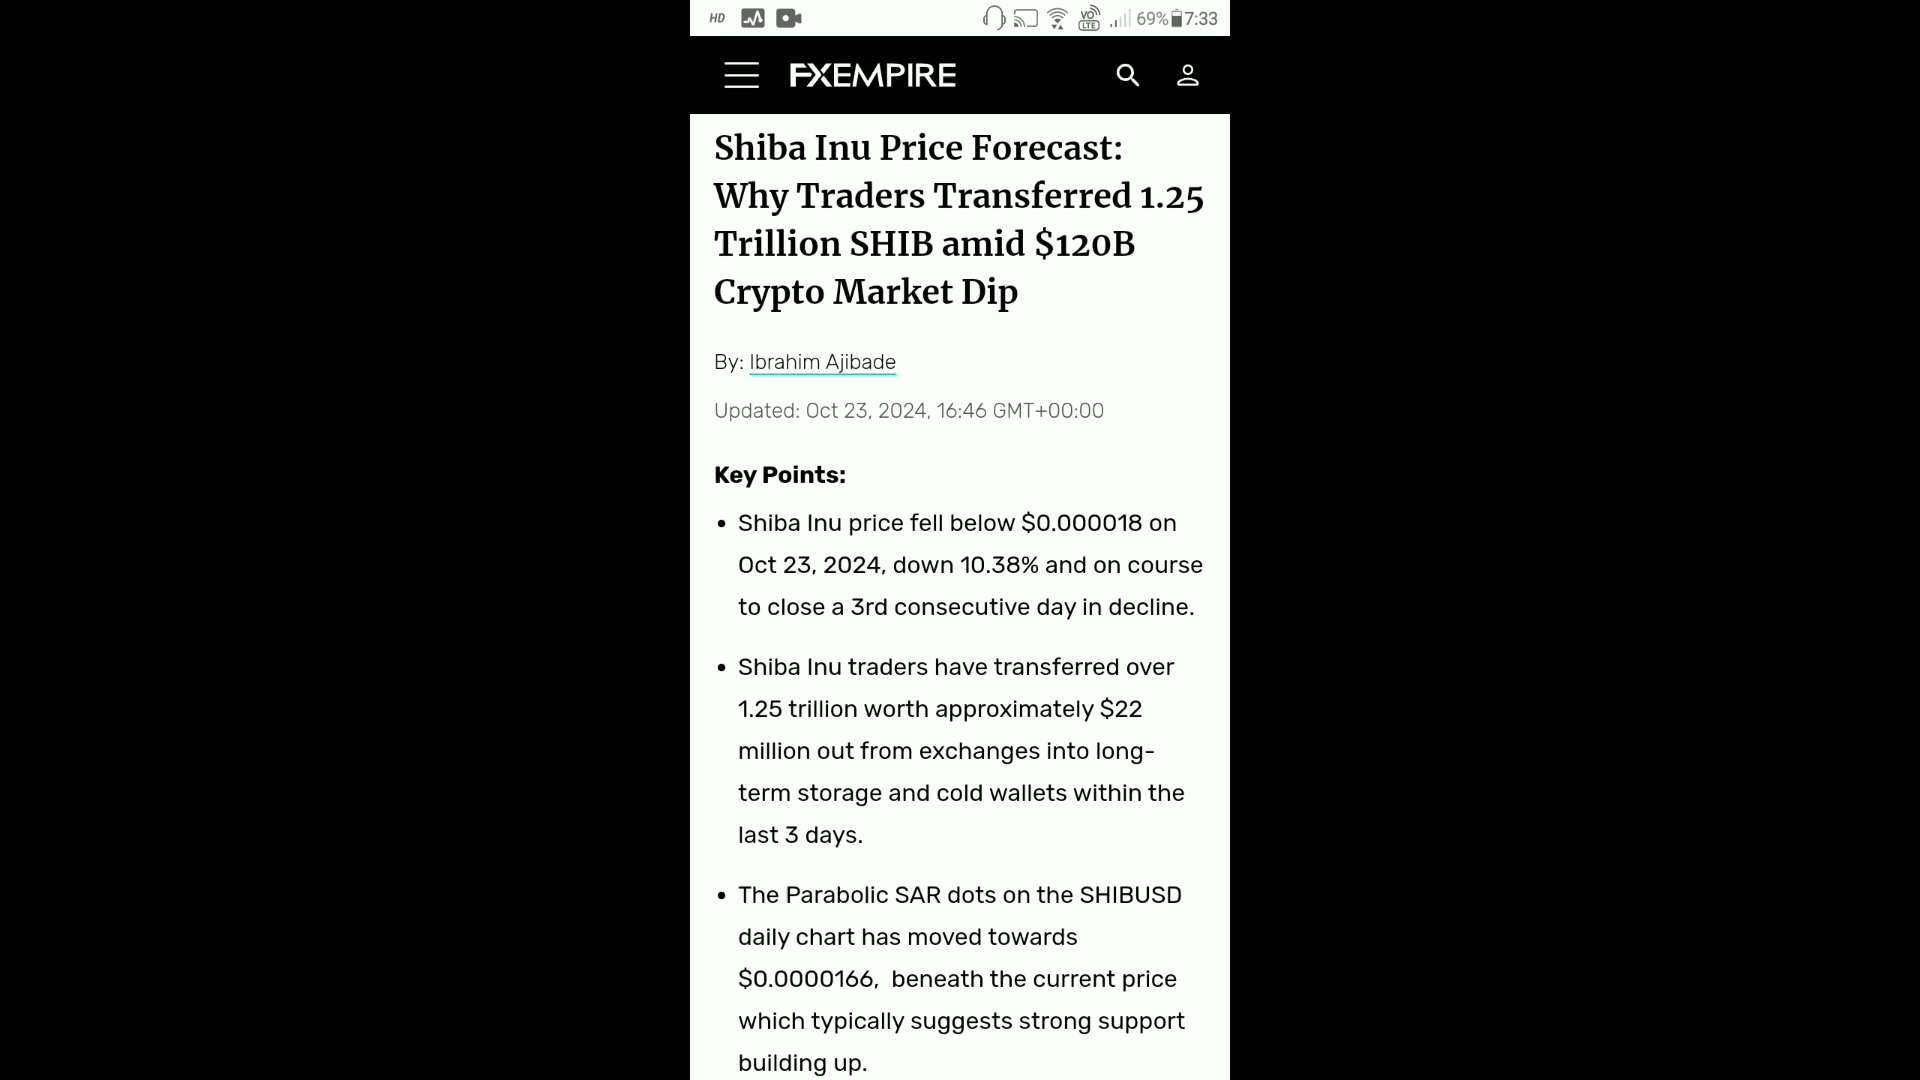 HD VO LTE 69% 7:33
FXEMPIRE
Shiba Inu Price Forecast:
Why Traders Transferred 1.25
Trillion SHIB amid $120B
Crypto Market Dip
By: Ibrahim Ajibade
Updated: Oct 23, 2024, 16:46 GMT+00:00
Key Points:
• Shiba Inu price fell below $0.000018 on
Oct 23, 2024, down 10.38% and on course
to close a 3rd consecutive day in decline.
• Shiba Inu traders have transferred over
1.25 trillion worth approximately $22
million out from exchanges into long-
term storage and cold wallets within the
last 3 days.
• The Parabolic SAR dots on the SHIBUSD
daily chart has moved towards
$0.0000166, beneath the current price
which typically suggests strong support
building up.